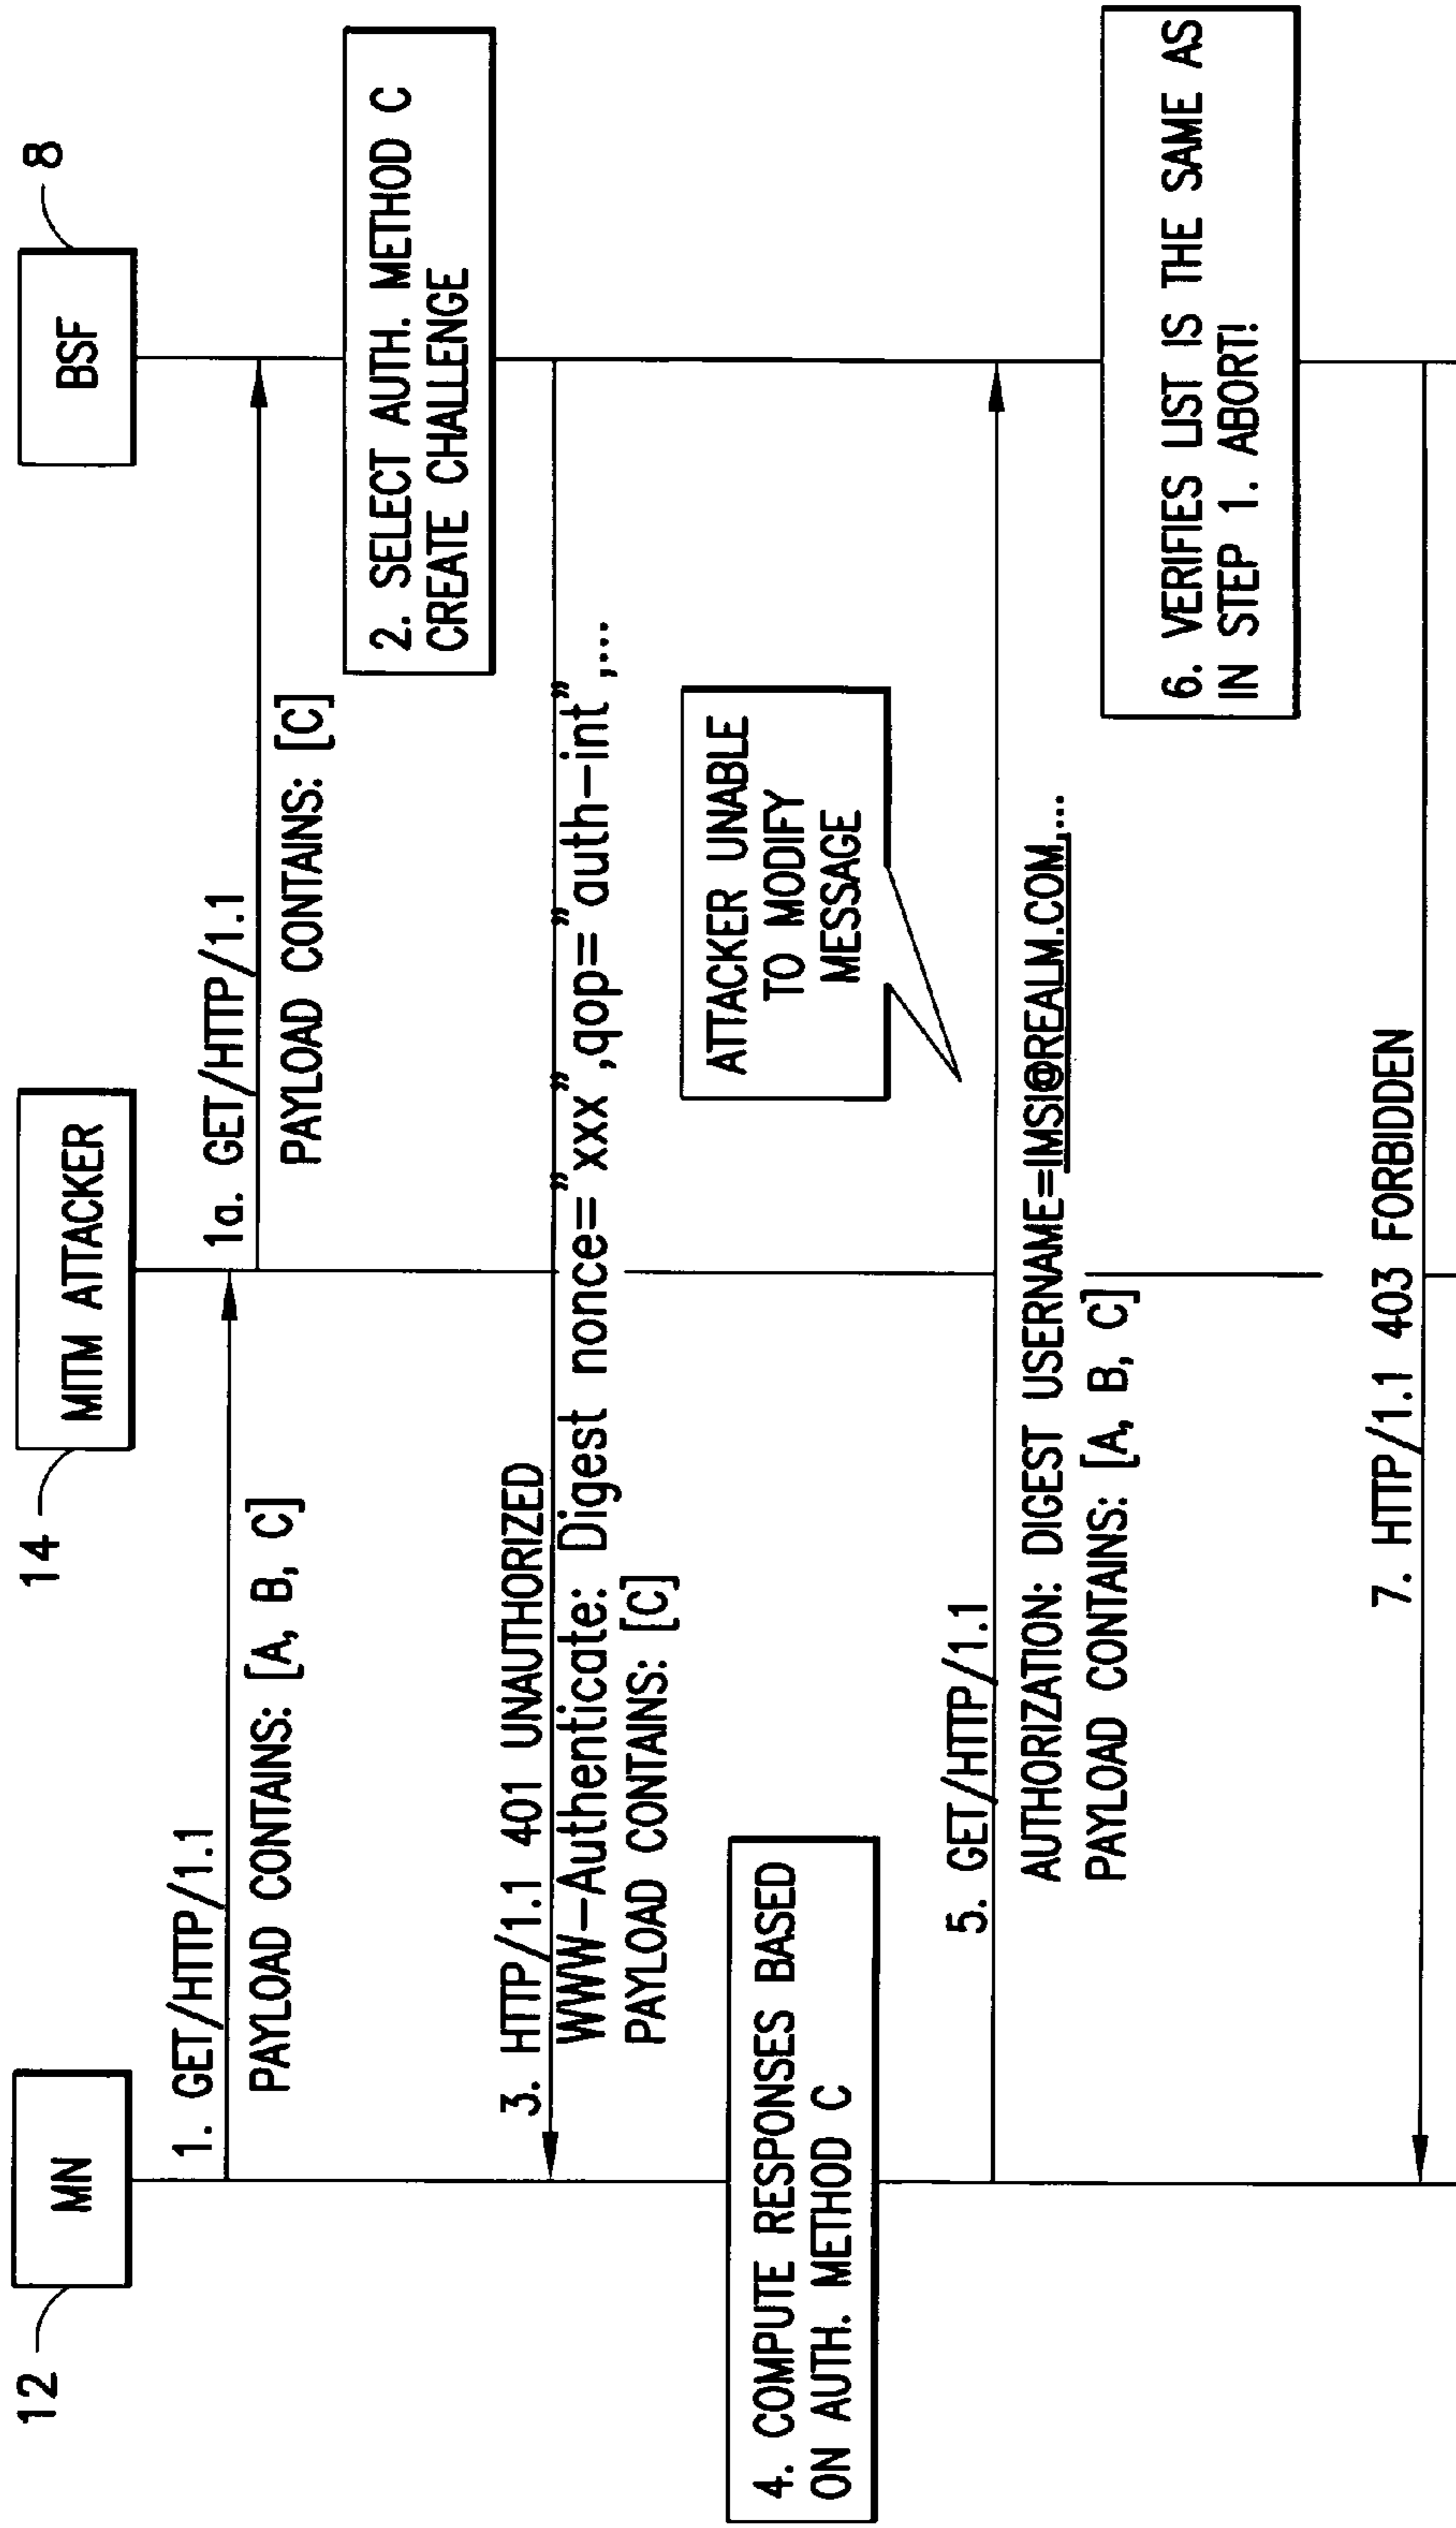 12
MN
14
MITM ATTACKER
BSF
8
1. GET/HTTP/1.1
PAYLOAD CONTAINS: [A, B, C]
1a. GET/HTTP/1.1
PAYLOAD CONTAINS: [C]
2. SELECT AUTH. METHOD C
CREATE CHALLENGE
3. HTTP/1.1 401 UNAUTHORIZED
WWW-Authenticate: Digest nonce="xxx",qop="auth-int",...
PAYLOAD CONTAINS: [C]
4. COMPUTE RESPONSES BASED
ON AUTH. METHOD C
ATTACKER UNABLE
TO MODIFY
MESSAGE
5. GET/HTTP/1.1
AUTHORIZATION: DIGEST USERNAME=IMSI@REALM.COM,...
PAYLOAD CONTAINS: [A, B, C]
6. VERIFIES LIST IS THE SAME AS
IN STEP 1. ABORT!
7. HTTP/1.1 403 FORBIDDEN